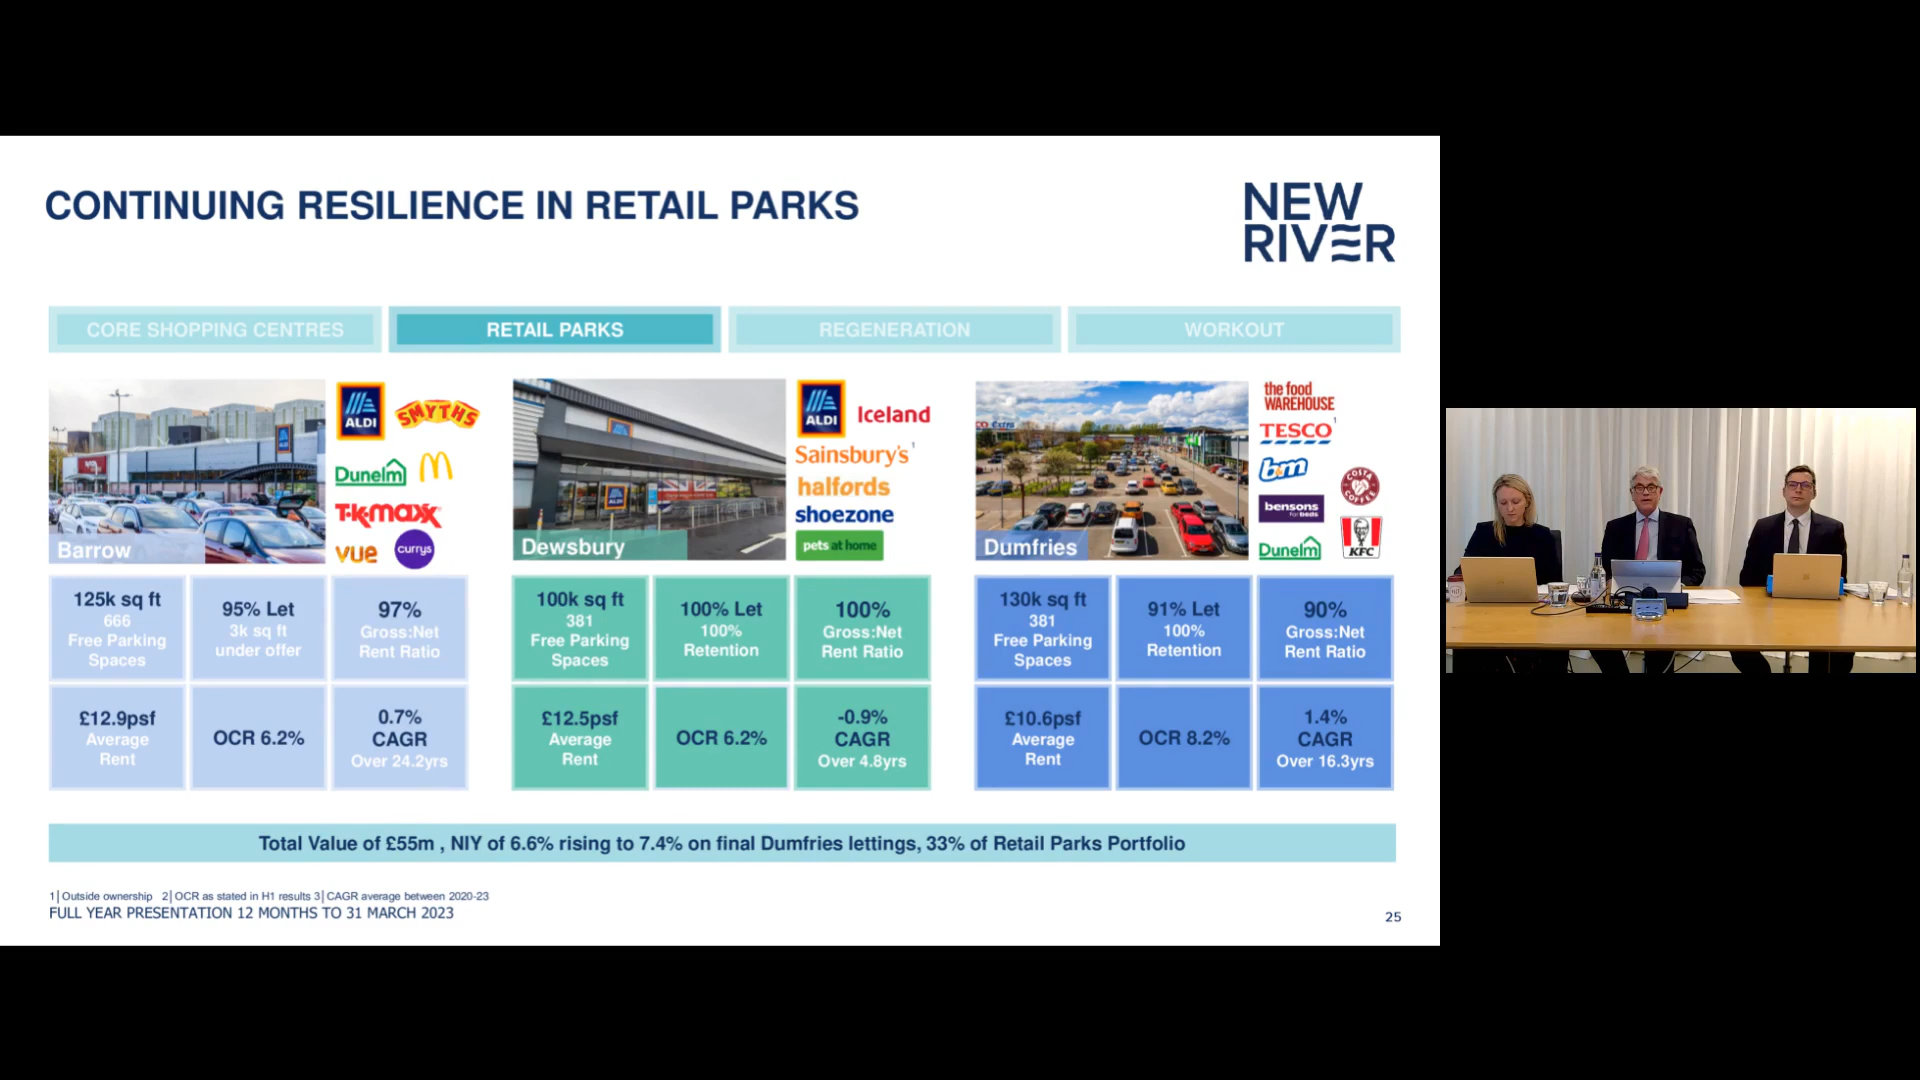 CONTINUING RESILIENCE IN RETAIL PARKS
NEW
RIVER
CORE SHOPPING CENTRES
RETAIL PARKS
REGENERATION
WORKOUT
ALDI
SMYTHS
Dunelm
TK-maxx
vue
currys
Barrow
ALDI
Iceland
Sainsbury's¹
halfords
shoezone
pets at home
ALDI
Dewsbury
the food
WAREHOUSE
TESCO¹
bm
COSTA
COFFEE
bensons
for beds
Dunelm
KFC
Dumfries
125k sq ft
666
Free Parking
Spaces
95% Let
3k sq ft
under offer
97%
Gross:Net
Rent Ratio
£12.9psf
Average
Rent
OCR 6.2%
0.7%
CAGR
Over 24.2yrs
100k sq ft
381
Free Parking
Spaces
100% Let
100%
Retention
100%
Gross:Net
Rent Ratio
£12.5psf
Average
Rent
OCR 6.2%
-0.9%
CAGR
Over 4.8yrs
130k sq ft
381
Free Parking
Spaces
91% Let
100%
Retention
90%
Gross:Net
Rent Ratio
£10.6psf
Average
Rent
OCR 8.2%
1.4%
CAGR
Over 16.3yrs
Total Value of £55m , NIY of 6.6% rising to 7.4% on final Dumfries lettings, 33% of Retail Parks Portfolio
1| Outside ownership 2| OCR as stated in H1 results 3| CAGR average between 2020-23
FULL YEAR PRESENTATION 12 MONTHS TO 31 MARCH 2023
25